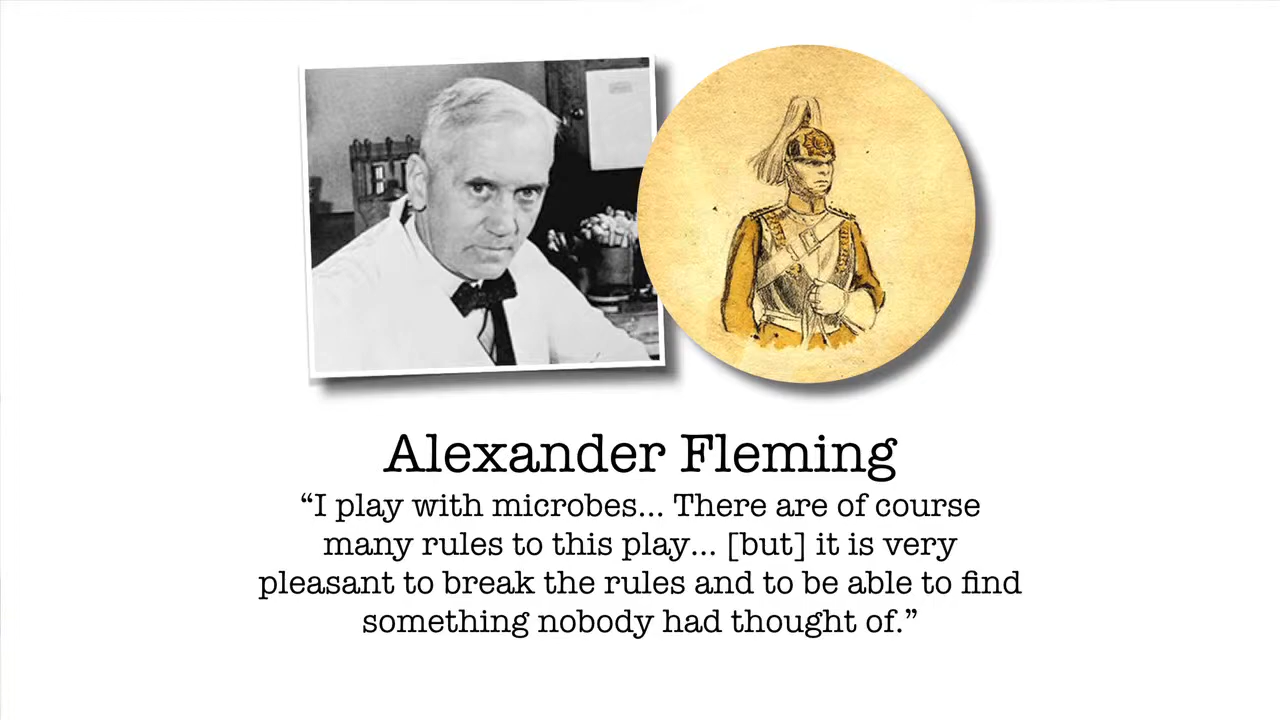 Alexander Fleming
“I play with microbes... There are of course
many rules to this play... [but] it is very
pleasant to break the rules and to be able to find
something nobody had thought of.”